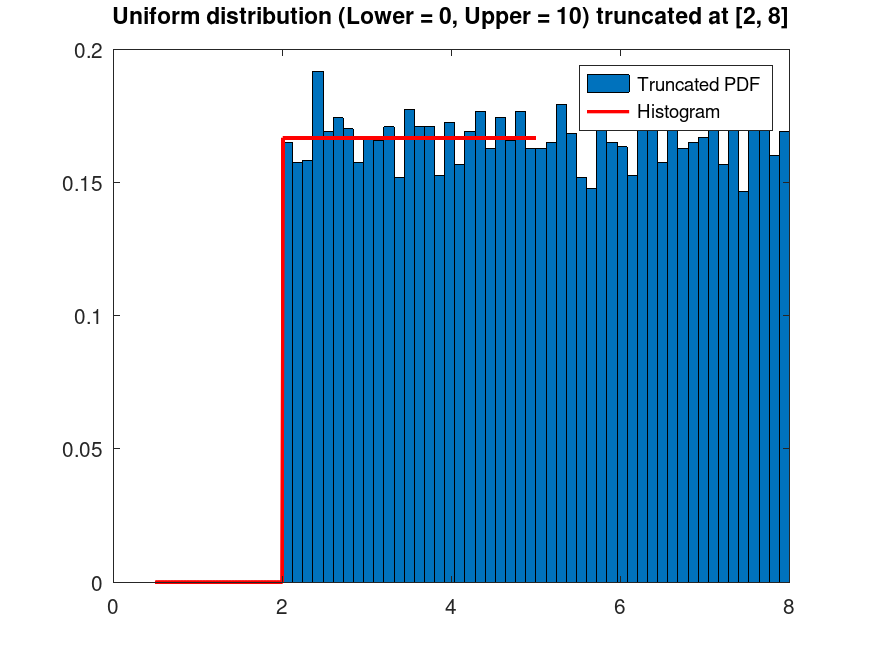 Uniform distribution (Lower = 0, Upper = 10) truncated at [2, 8]
0.2
Truncated PDF
Histogram
0.15
0.1
0.05
0
0 2 4 6 8